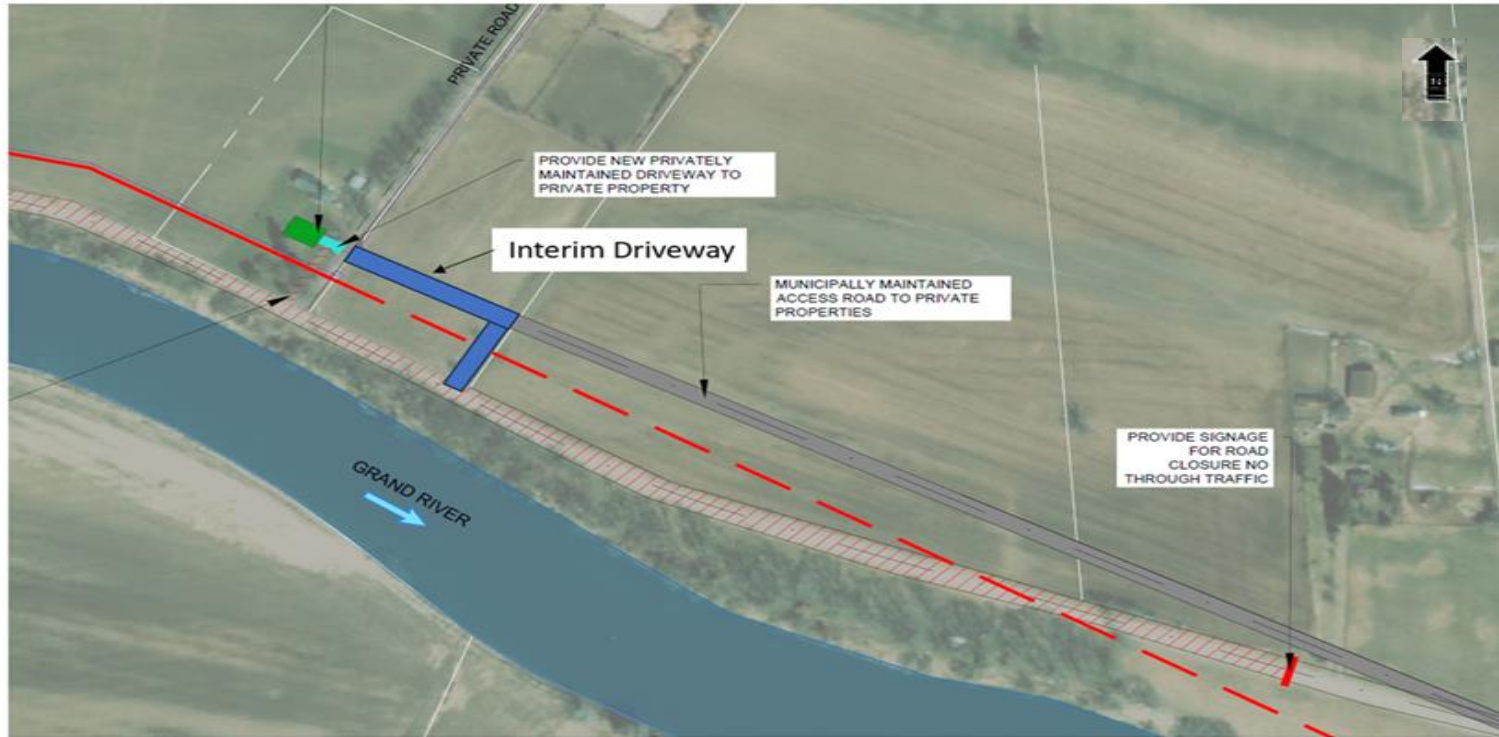 PRIVATE ROAD
PROVIDE NEW PRIVATELY
MAINTAINED DRIVEWAY TO
PRIVATE PROPERTY
Interim Driveway
MUNICIPALLY MAINTAINED
ACCESS ROAD TO PRIVATE
PROPERTIES
PROVIDE SIGNAGE
FOR ROAD
CLOSURE NO
THROUGH TRAFFIC
GRAND RIVER